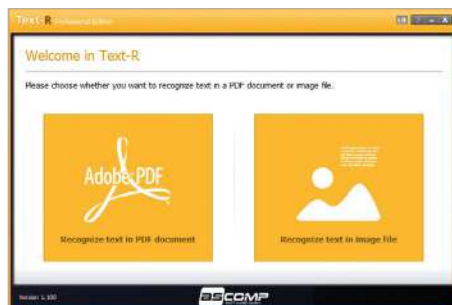 Text-R Professional Edition
Welcome in Text-R
Please choose whether you want to recognize text in a PDF document or image file.
Adobe PDF
Recognize text in PDF document
Recognize text in image file
Version 1.100
ASCOMP